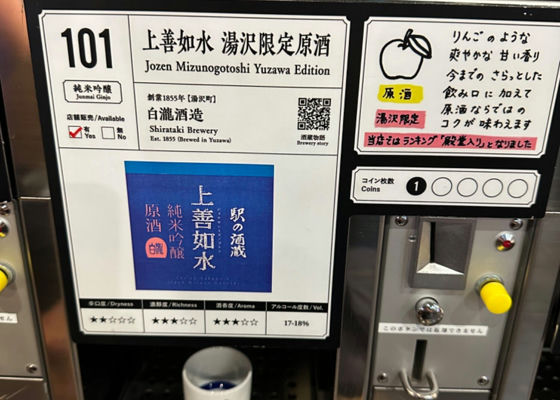 101
上善如水 湯沢限定原酒
Jozen Mizunogotoshi Yuzawa Edition
純米吟醸
Junmai Ginjo
店舗販売/Available
有
Yes
無
No
創業1855年【湯沢町】
白瀧酒造
Shirataki Brewery
Est. 1855 (Brewed in Yuzawa)
酒蔵物語
Brewery story
駅の酒蔵
上善如水
純米吟醸
原酒
白瀧
辛口度/Dryness
★★☆☆☆
濃醇度/Richness
★★★☆☆
酒香度/Aroma
★★★☆☆
アルコール度数/Vol.
17-18%
りんごのような
爽やかな甘い香り
今までのさらっとした
飲み口に加えて
原酒ならではの
コクが味わえます
原酒
湯沢限定
当店そばランキング「殿堂入り」となりました
コイン枚数
Coins
1
このボタンでは返却できません
せん